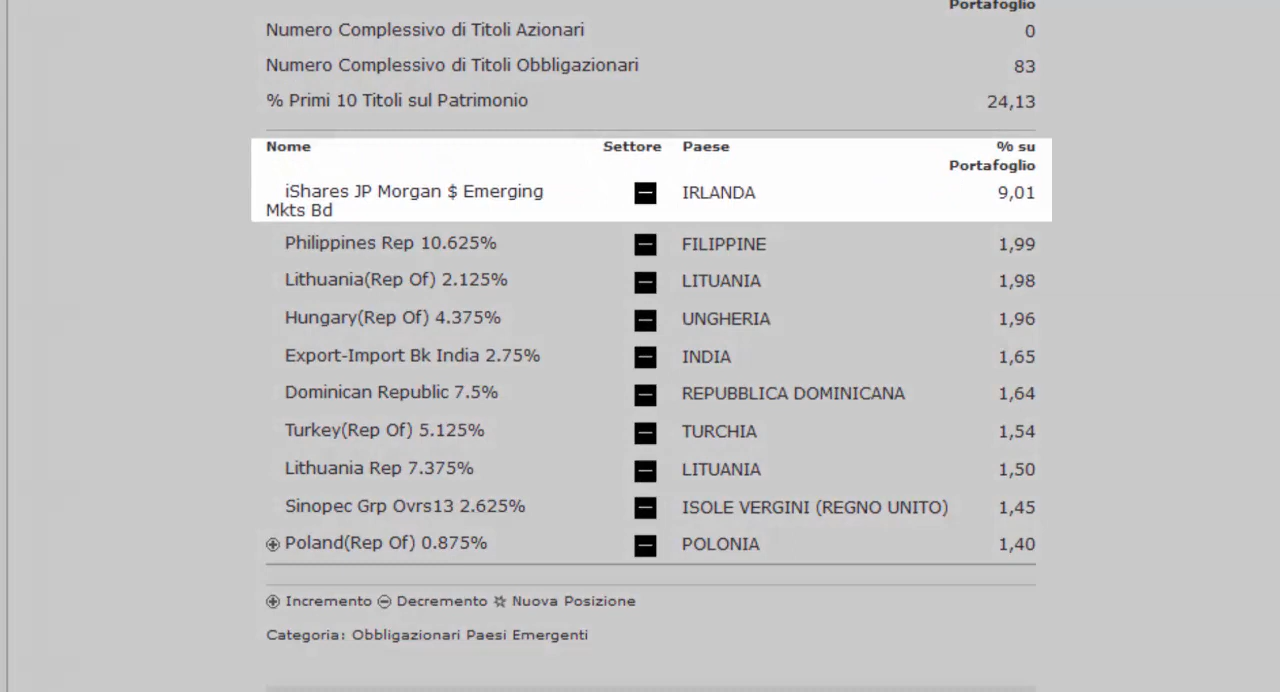 Portafoglio
Numero Complessivo di Titoli Azionari 0
Numero Complessivo di Titoli Obbligazionari 83
% Primi 10 Titoli sul Patrimonio 24,13
Nome Settore Paese % su
Portafoglio
iShares JP Morgan $ Emerging IRLANDA 9,01
Mkts Bd
Philippines Rep 10.625% FILIPPINE 1,99
Lithuania(Rep Of) 2.125% LITUANIA 1,98
Hungary(Rep Of) 4.375% UNGHERIA 1,96
Export-Import Bk India 2.75% INDIA 1,65
Dominican Republic 7.5% REPUBBLICA DOMINICANA 1,64
Turkey(Rep Of) 5.125% TURCHIA 1,54
Lithuania Rep 7.375% LITUANIA 1,50
Sinopec Grp Ovrs13 2.625% ISOLE VERGINI (REGNO UNITO) 1,45
Poland(Rep Of) 0.875% POLONIA 1,40
Incremento Decremento Nuova Posizione
Categoria: Obbligazionari Paesi Emergenti